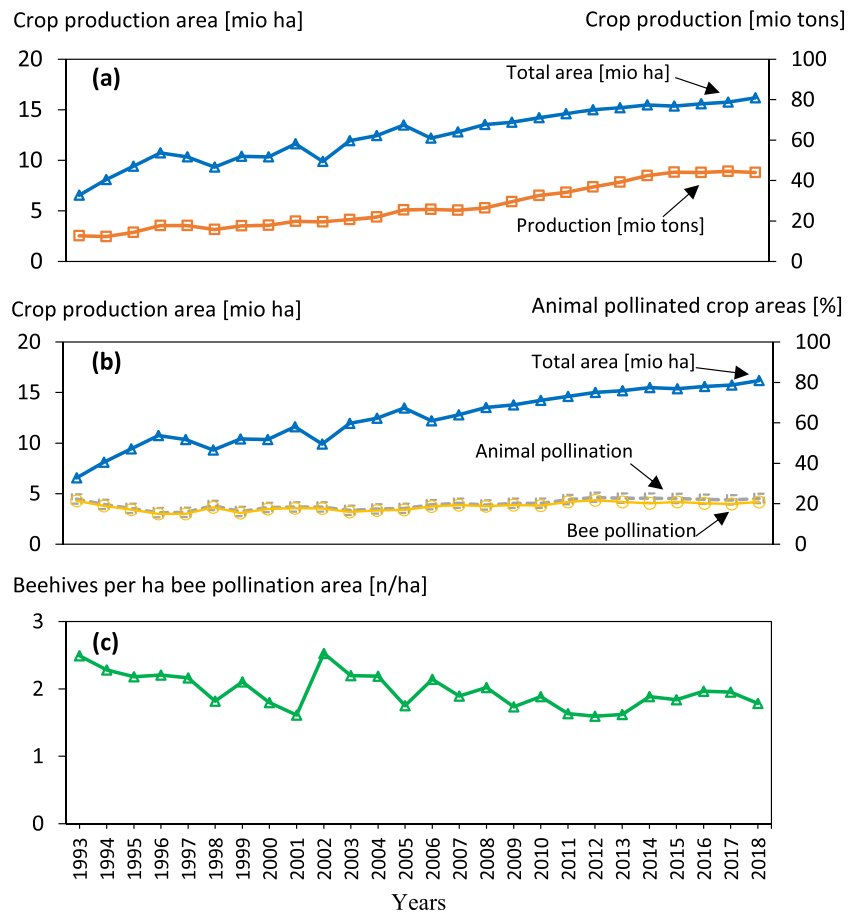 Crop production area [mio ha] Crop production [mio tons]
20 100
(a)
Total area [mio ha]
15 80
60
10
40
5
Production [mio tons]
20
0 0
Crop production area [mio ha] Animal pollinated crop areas [%]
20 100
(b)
Total area [mio ha]
15 80
60
10
Animal pollination
40
5
20
Bee pollination
0 0
Beehives per ha bee pollination area [n/ha]
3
(c)
2
1
0
1993 1994 1995 1996 1997 1998 1999 2000 2001 2002 2003 2004 2005 2006 2007 2008 2009 2010 2011 2012 2013 2014 2015 2016 2017 2018
Years